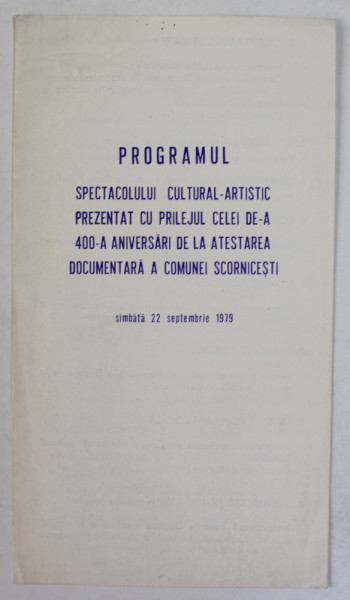 PROGRAMUL
SPECTACOLULUI CULTURAL-ARTISTIC
PREZENTAT CU PRILEJUL CELEI DE-A
400-A ANIVERSĂRI DE LA ATESTAREA
DOCUMENTARĂ A COMUNEI SCORNICEȘTI
sîmbătă 22 septembrie 1979